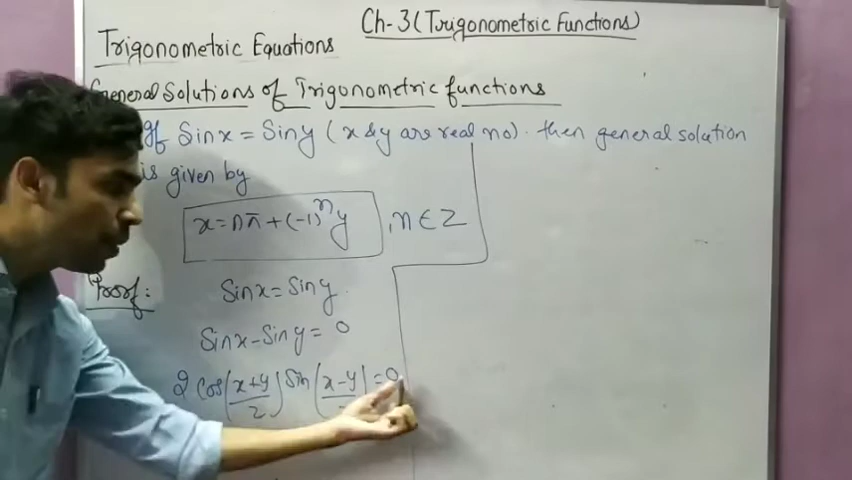 Ch-3 (Trigonometric Functions)
Trigonometric Equations
General Solutions of Trigonometric functions
If Sinx = Siny (x & y are real no). then general solution
is given by
x = nπ + (-1)ⁿy , n ∈ Z
Proof:
Sinx = Siny
Sinx - Siny = 0
2 Cos(x+y/2) Sin(x-y/ = 0